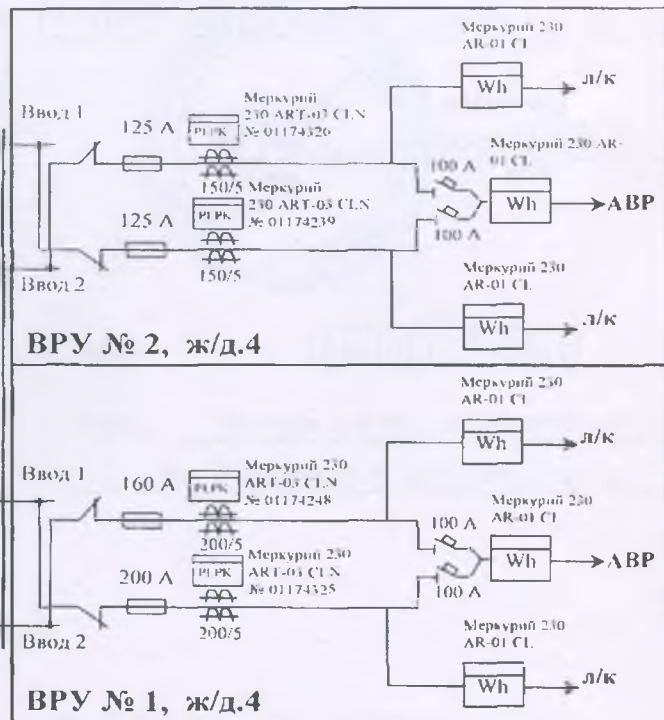 Меркурий 230
AR-01 CL
Wh
л/к
Ввод 1
125 А
Меркурий
230 ART-03 CLN
№ 01174326
PLPK
150/5
100 А
Меркурий 230 AR-
01 CL
Wh
АВР
125 А
Меркурий
230 ART-03 CLN
№ 01174239
PLPK
150/5
100 А
Ввод 2
Меркурий 230
AR-01 CL
Wh
л/к
ВРУ № 2, ж/д.4
Меркурий 230
AR-01 CL
Wh
л/к
Ввод 1
160 А
Меркурий 230
ART-03 CLN
№ 01174248
PLPK
200/5
100 А
Меркурий 230
AR-01 CL
Wh
АВР
200 А
Меркурий 230
ART-03 CLN
№ 01174325
PLPK
200/5
100 А
Ввод 2
Меркурий 230
AR-01 CL
Wh
л/к
ВРУ № 1, ж/д.4